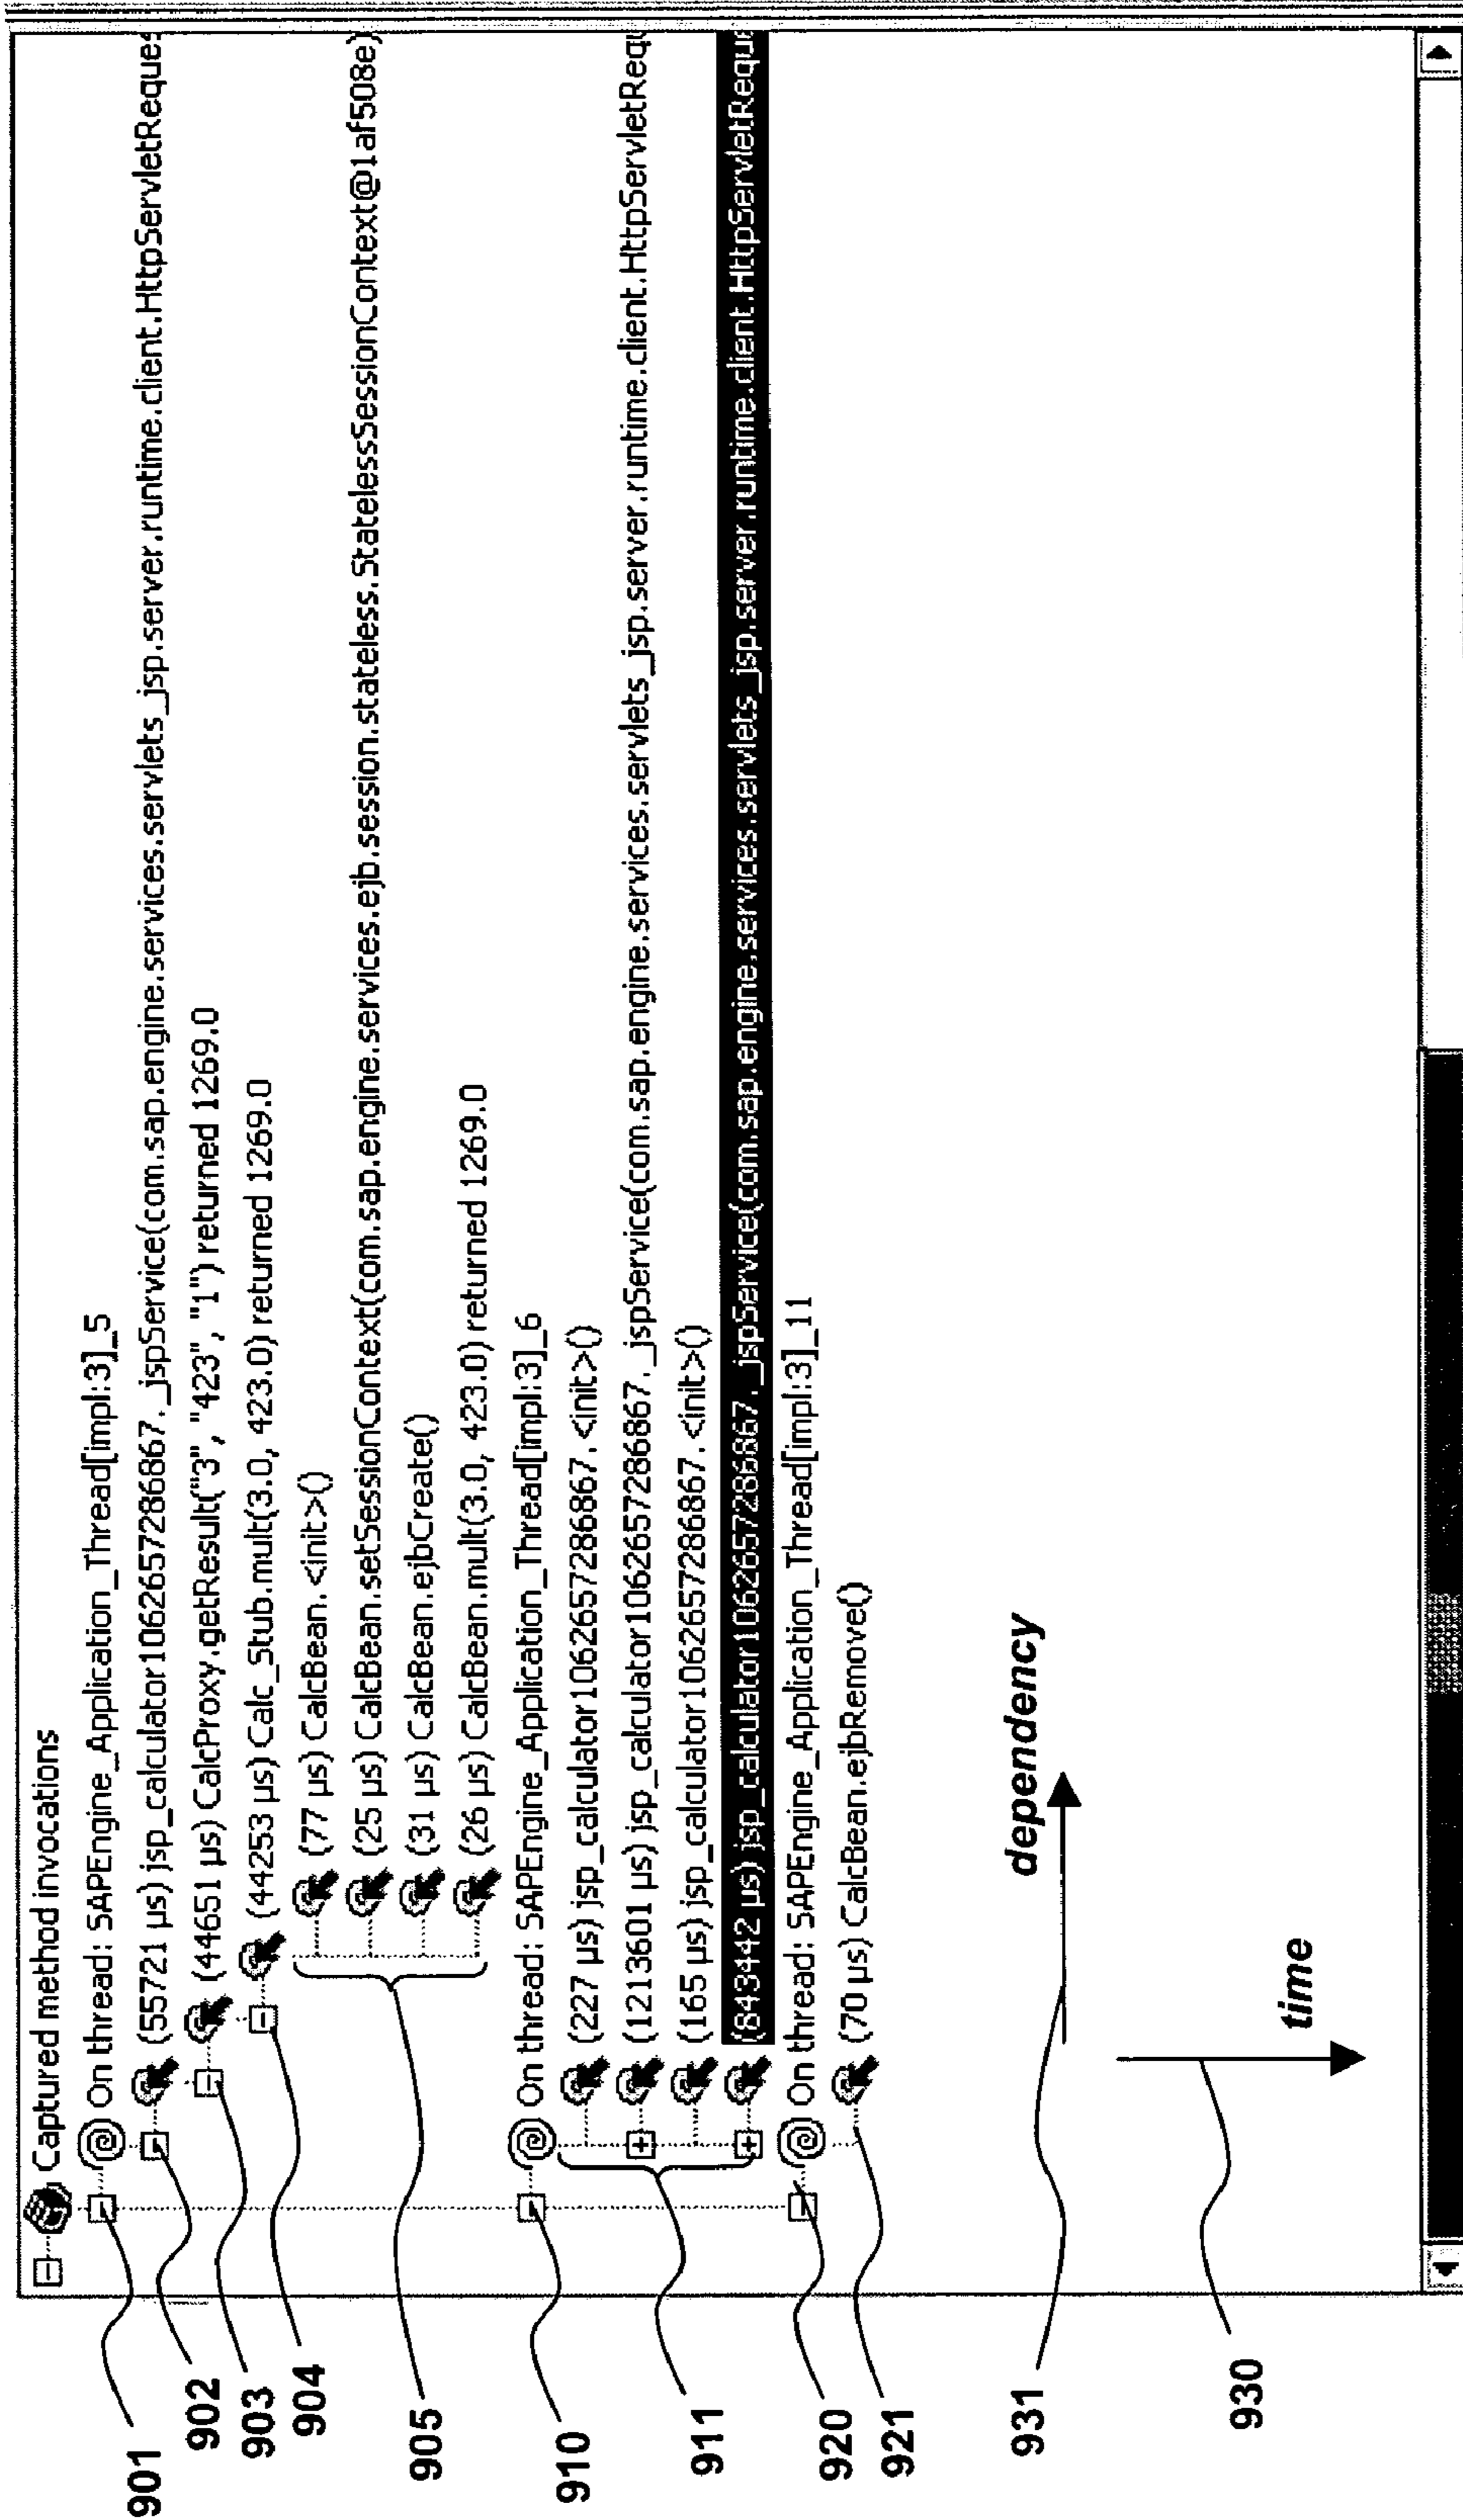 Captured method invocations
On thread: SAPEngine_Application_Thread[impl:3]_5
(55721 µs) jsp_calculator1062657286867._jspService(com.sap.engine.services.servlets_jsp.server.runtime.client.HttpServletReques
(44651 µs) CalcProxy.getResult("3", "423", "1") returned 1269.0
(44253 µs) Calc_Stub.mult(3.0, 423.0) returned 1269.0
(77 µs) CalcBean.<init>()
(25 µs) CalcBean.setSessionContext(com.sap.engine.services.ejb.session.stateless.StatelessSessionContext@1af508e)
(31 µs) CalcBean.ejbCreate()
(26 µs) CalcBean.mult(3.0, 423.0) returned 1269.0
On thread: SAPEngine_Application_Thread[impl:3]_6
(227 µs) jsp_calculator1062657286867.<init>()
(1213601 µs) jsp_calculator1062657286867._jspService(com.sap.engine.services.servlets_jsp.server.runtime.client.HttpServletRequ
(165 µs) jsp_calculator1062657286867.<init>()
(843442 µs) jsp_calculator1062657286867._jspService(com.sap.engine.services.servlets_jsp.server.runtime.client.HttpServletReque
On thread: SAPEngine_Application_Thread[impl:3]_11
(70 µs) CalcBean.ejbRemove()
dependency
time
901
902
903
904
905
910
911
920
921
931
930